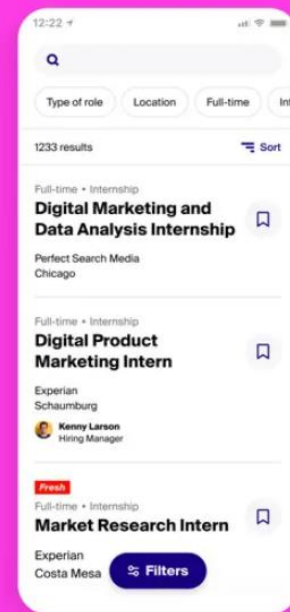 12:22
Type of role Location Full-time Int
1233 results Sort
Full-time • Internship
Digital Marketing and
Data Analysis Internship
Perfect Search Media
Chicago
Full-time • Internship
Digital Product
Marketing Intern
Experian
Schaumburg
Kenny Larson
Hiring Manager
Fresh
Full-time • Internship
Market Research Intern
Experian
Costa Mesa
Filters